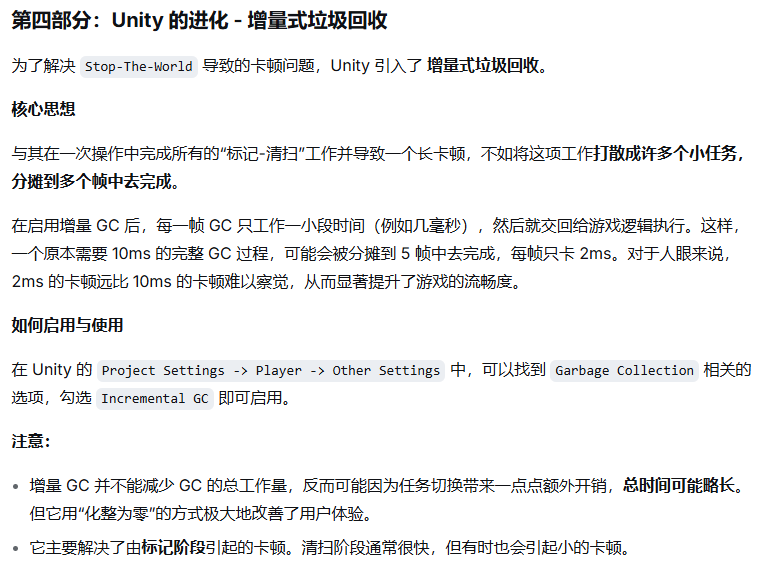 第四部分：Unity 的进化 - 增量式垃圾回收
为了解决 Stop-The-World 导致的卡顿问题，Unity 引入了 增量式垃圾回收。
核心思想
与其在一次操作中完成所有的“标记-清扫”工作并导致一个长卡顿，不如将这项工作打散成许多个小任务，
分摊到多个帧中去完成。
在启用增量 GC 后，每一帧 GC 只工作一小段时间（例如几毫秒），然后就交回给游戏逻辑执行。这样，
一个原本需要 10ms 的完整 GC 过程，可能会被分摊到 5 帧中去完成，每帧只卡 2ms。对于人眼来说，
2ms 的卡顿远比 10ms 的卡顿难以察觉，从而显著提升了游戏的流畅度。
如何启用与使用
在 Unity 的 Project Settings -> Player -> Other Settings 中，可以找到 Garbage Collection 相关的
选项，勾选 Incremental GC 即可启用。
注意：
• 增量 GC 并不能减少 GC 的总工作量，反而可能因为任务切换带来一点点额外开销，总时间可能略长。
但它用“化整为零”的方式极大地改善了用户体验。
• 它主要解决了由标记阶段引起的卡顿。清扫阶段通常很快，但有时也会引起小的卡顿。